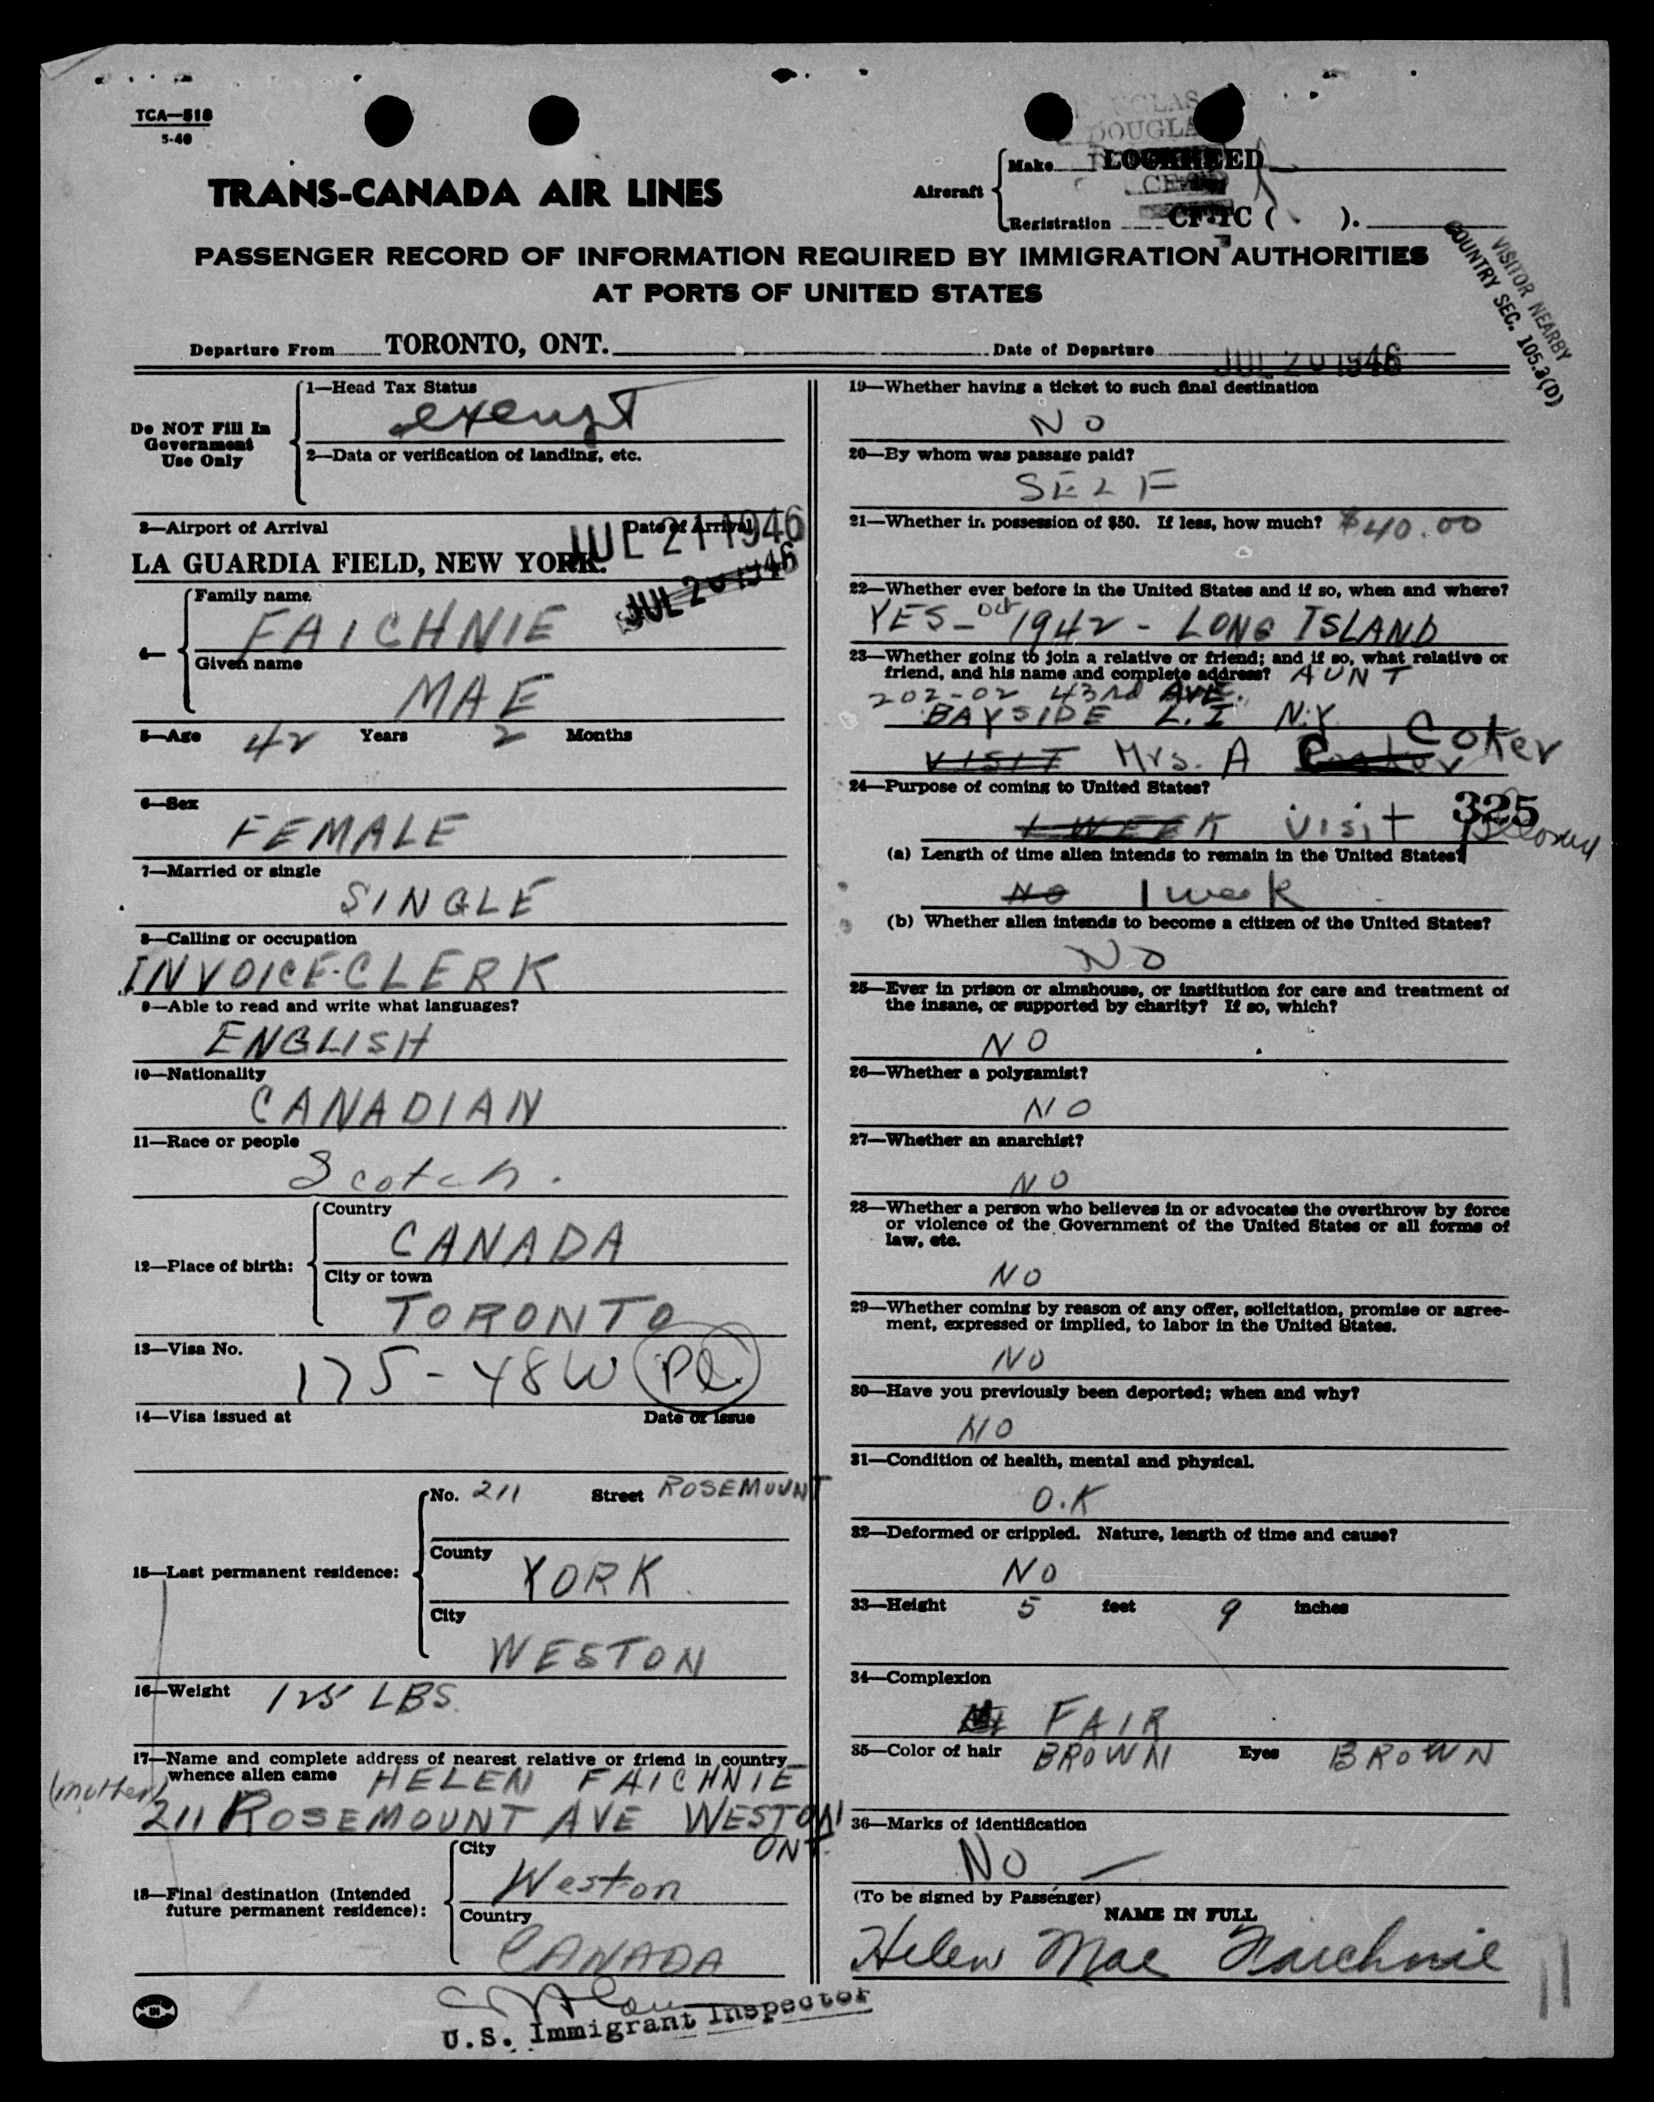 TCA—518
5-40
DOUGLAS
Aircraft
Make LOCKHEED
Registration CF-TC ( ).
TRANS-CANADA AIR LINES
PASSENGER RECORD OF INFORMATION REQUIRED BY IMMIGRATION AUTHORITIES
AT PORTS OF UNITED STATES
VISITOR NEARBY
COUNTRY SEC. 105.3(D)
Departure From TORONTO, ONT. Date of Departure JUL 20 1946
Do NOT Fill In
Government
Use Only
1—Head Tax Status
exempt
2—Data or verification of landing, etc.
3—Airport of Arrival Date of Arrival
JUL 21 1946
LA GUARDIA FIELD, NEW YORK.
JUL 20 1946
4—
Family name
FAICHNIE
Given name
MAE
5—Age 42 Years 2 Months
6—Sex
FEMALE
7—Married or single
SINGLE
8—Calling or occupation
INVOICE-CLERK
9—Able to read and write what languages?
ENGLISH
10—Nationality
CANADIAN
11—Race or people
Scotch.
12—Place of birth:
Country
CANADA
City or town
TORONTO
13—Visa No.
175-48W PL
14—Visa issued at Date of issue
15—Last permanent residence:
No. 211 Street ROSEMOUNT
County
YORK.
City
WESTON
16—Weight 125 LBS.
17—Name and complete address of nearest relative or friend in country
whence alien came HELEN FAICHNIE
(mother)
211 ROSEMOUNT AVE WESTON
ONT.
18—Final destination (Intended
future permanent residence):
City
Weston
Country
CANADA
U.S. Immigrant Inspector
19—Whether having a ticket to such final destination
NO
20—By whom was passage paid?
SELF
21—Whether in possession of $50. If less, how much? $40.00
22—Whether ever before in the United States and if so, when and where?
YES - Oct 1942 - LONG ISLAND
23—Whether going to join a relative or friend; and if so, what relative or
friend, and his name and complete address? AUNT
202-02 43rd AVE.
BAYSIDE L.I N.Y.
VISIT Mrs. A Coker
24—Purpose of coming to United States?
1 WEEK visit 325
(a) Length of time alien intends to remain in the United States?
NO 1 week
(b) Whether alien intends to become a citizen of the United States?
NO
25—Ever in prison or almshouse, or institution for care and treatment of
the insane, or supported by charity? If so, which?
NO
26—Whether a polygamist?
NO
27—Whether an anarchist?
NO
28—Whether a person who believes in or advocates the overthrow by force
or violence of the Government of the United States or all forms of
law, etc.
NO
29—Whether coming by reason of any offer, solicitation, promise or agree-
ment, expressed or implied, to labor in the United States.
NO
30—Have you previously been deported; when and why?
NO
31—Condition of health, mental and physical.
O.K
32—Deformed or crippled. Nature, length of time and cause?
NO
33—Height 5 feet 9 inches
34—Complexion
FAIR
35—Color of hair BROWN Eyes BROWN
36—Marks of identification
NO —
(To be signed by Passenger)
NAME IN FULL
Helen Mae Faichnie